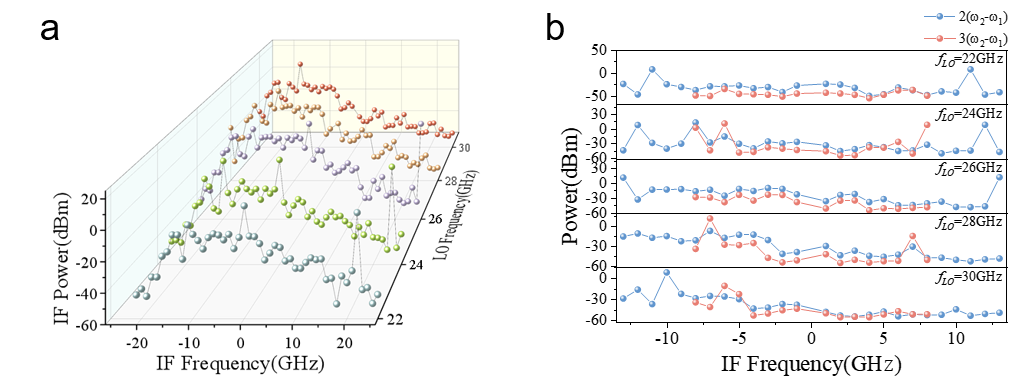 a
20
0
-20
-40
-60
IF Power(dBm)
-20
-10
0
10
20
IF Frequency(GHz)
22
24
26
28
30
LO Frequency(GHz)
b
2(ω2-ω1)
3(ω2-ω1)
50
0
-50
fLO=22GHz
30
0
-30
-60
fLO=24GHz
30
0
-30
-60
fLO=26GHz
0
-30
-60
fLO=28GHz
0
-30
-60
fLO=30GHz
Power(dBm)
-10
-5
0
5
10
IF Frequency(GHz)